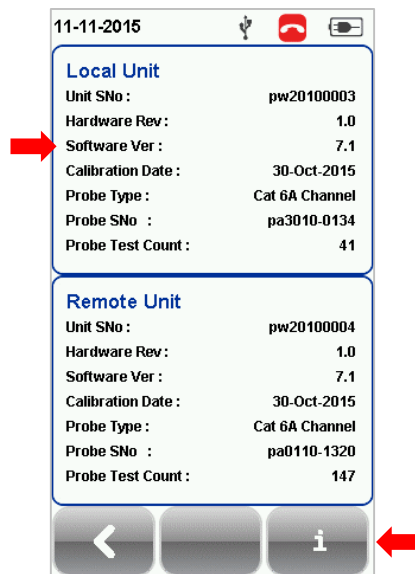 11-11-2015
Local Unit
Unit SNo : pw20100003
Hardware Rev : 1.0
Software Ver : 7.1
Calibration Date : 30-Oct-2015
Probe Type : Cat 6A Channel
Probe SNo : pa3010-0134
Probe Test Count : 41
Remote Unit
Unit SNo : pw20100004
Hardware Rev : 1.0
Software Ver : 7.1
Calibration Date : 30-Oct-2015
Probe Type : Cat 6A Channel
Probe SNo : pa0110-1320
Probe Test Count : 147
i